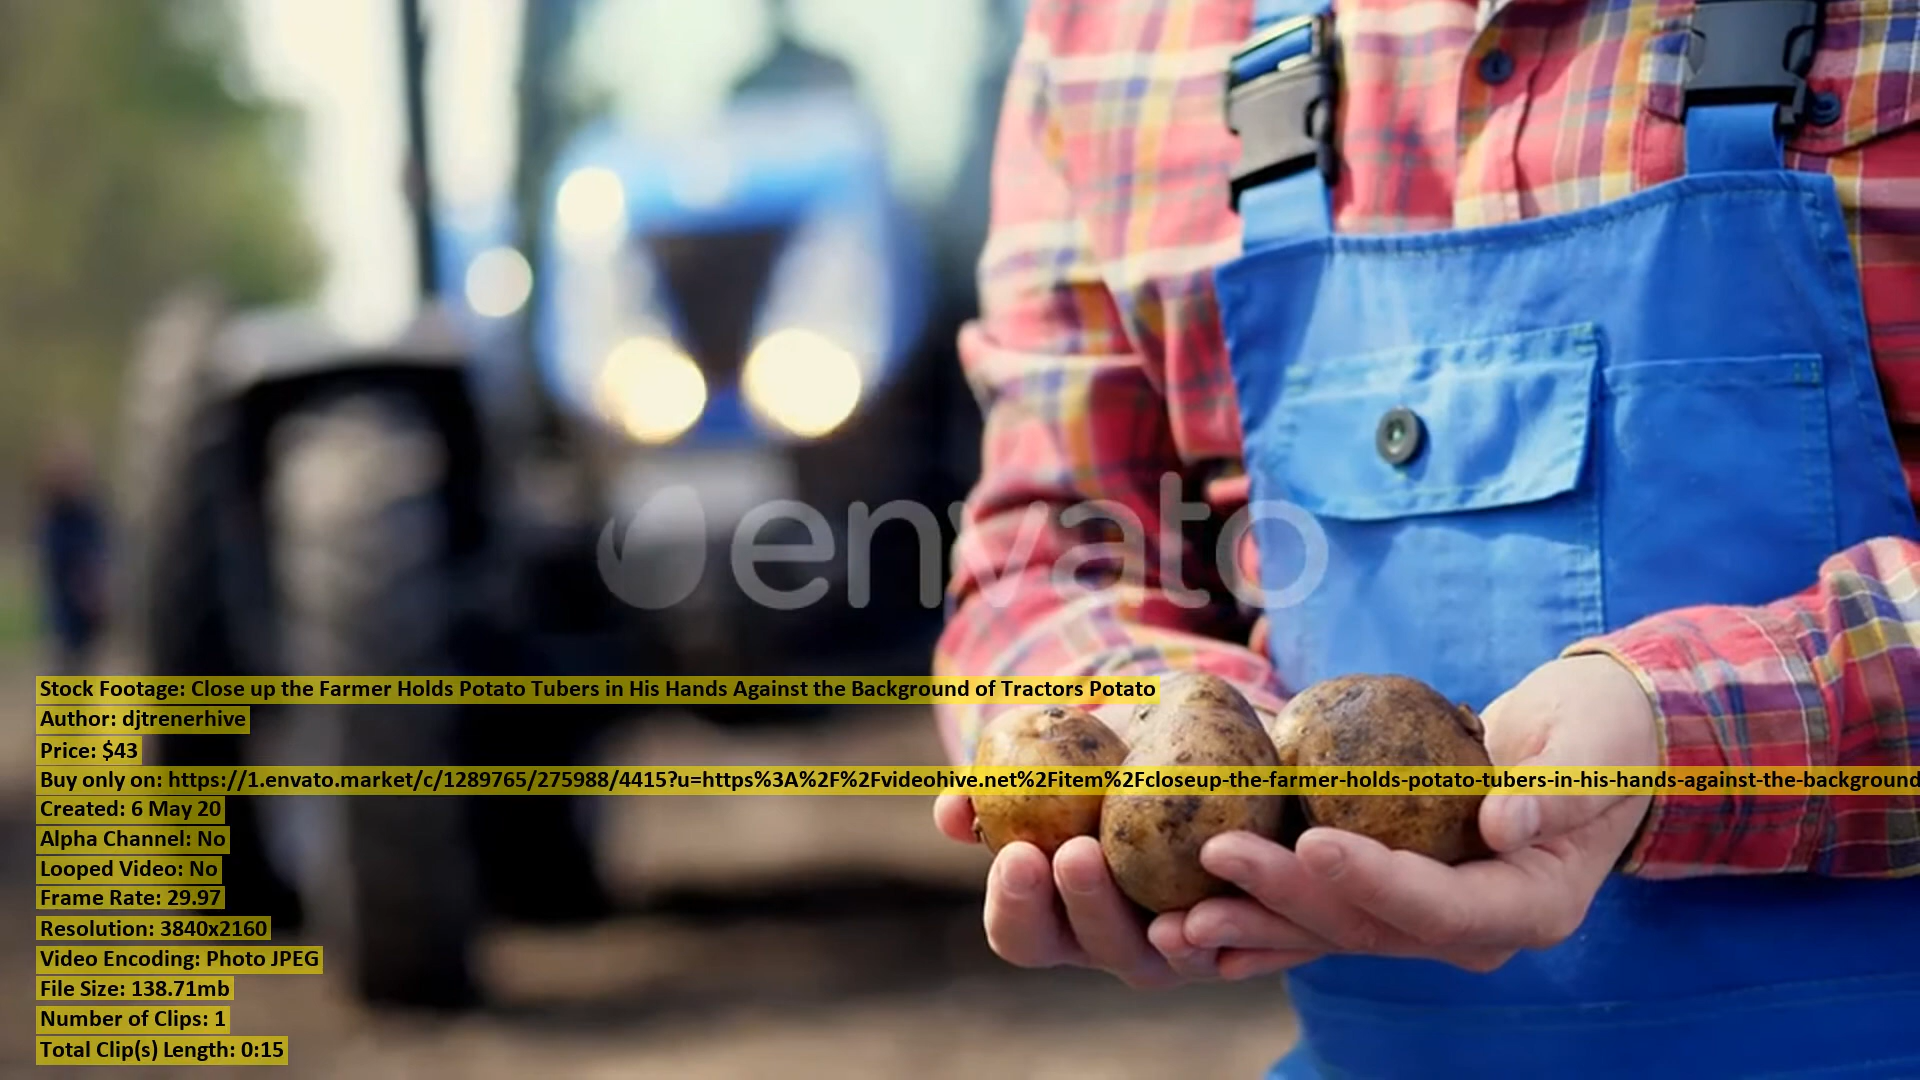 envato
Stock Footage: Close up the Farmer Holds Potato Tubers in His Hands Against the Background of Tractors Potato
Author: djtrenerhive
Price: $43
Buy only on: https://1.envato.market/c/1289765/275988/4415?u=https%3A%2F%2Fvideohive.net%2Fitem%2Fcloseup-the-farmer-holds-potato-tubers-in-his-hands-against-the-background
Created: 6 May 20
Alpha Channel: No
Looped Video: No
Frame Rate: 29.97
Resolution: 3840x2160
Video Encoding: Photo JPEG
File Size: 138.71mb
Number of Clips: 1
Total Clip(s) Length: 0:15